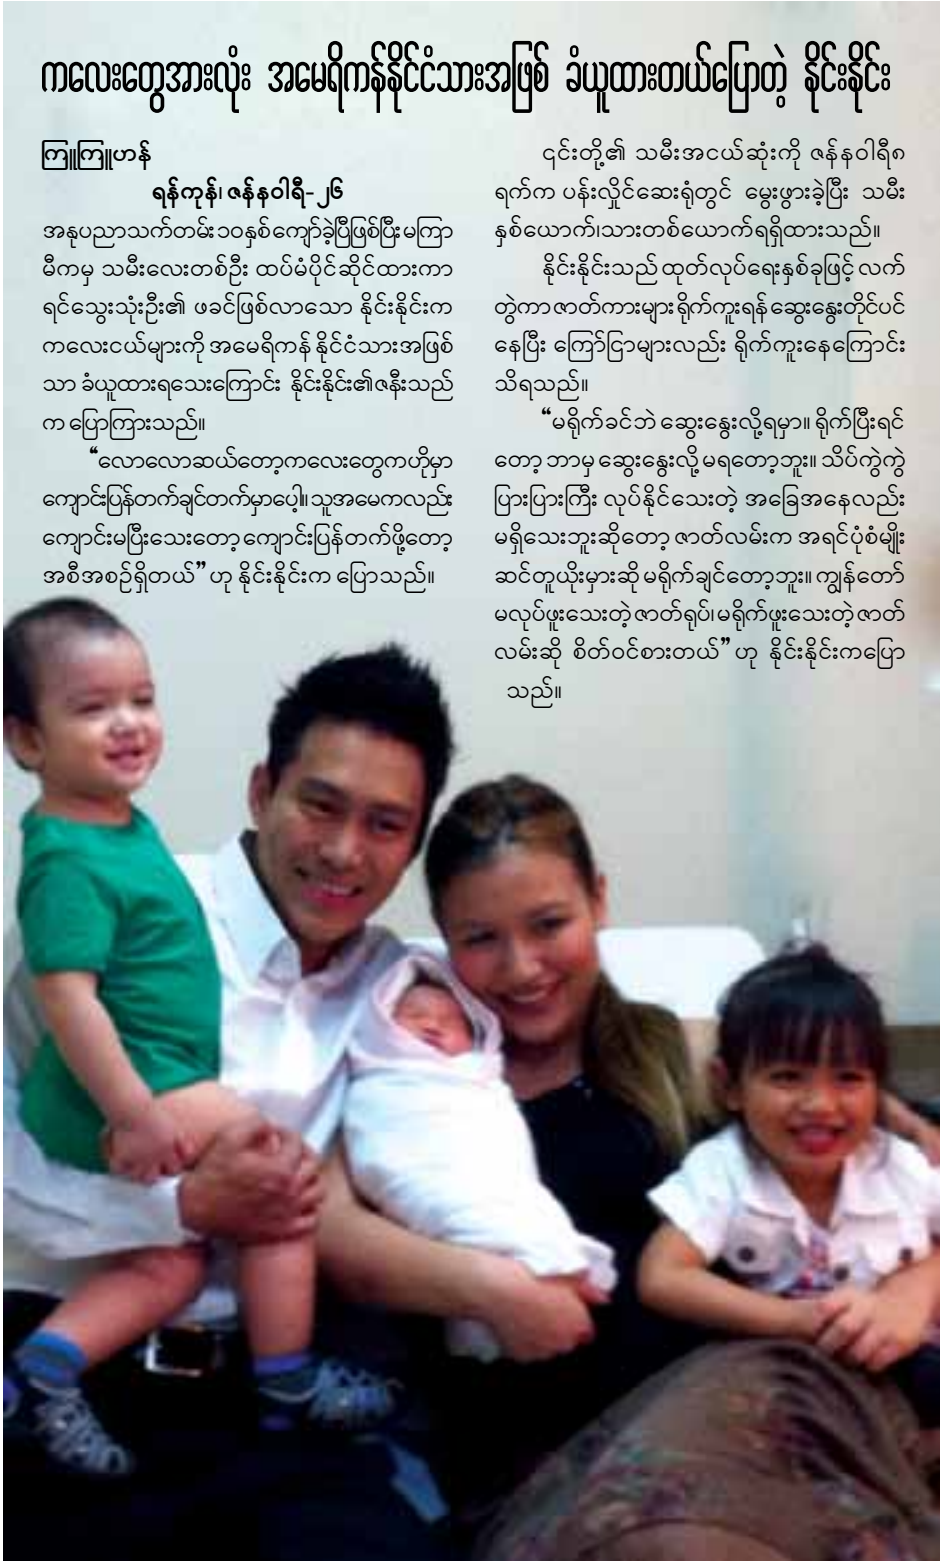 ကလေးတွေအားလုံး အမေရိကန်နိုင်ငံသားအဖြစ် ခံယူထားတယ်ပြောတဲ့ နိုင်းနိုင်း
ကြူကြူဟန်
ရန်ကုန်၊ ဇန်နဝါရီ-၂၆
အနုပညာသက်တမ်း၁၀နှစ်ကျော်ခဲ့ပြီဖြစ်ပြီးမကြာ
မီကမှ သမီးလေးတစ်ဦး ထပ်မံပိုင်ဆိုင်ထားကာ
ရင်သွေးသုံးဦး၏ ဖခင်ဖြစ်လာသော နိုင်းနိုင်းက
ကလေးငယ်များကို အမေရိကန် နိုင်ငံသားအဖြစ်
သာ ခံယူထားရသေးကြောင်း နိုင်းနိုင်း၏ဇနီးသည်
က ပြောကြားသည်။
“လောလောဆယ်တော့ကလေးတွေကဟိုမှာ
ကျောင်းပြန်တက်ချင်တက်မှာပေါ့။ သူ့အမေကလည်း
ကျောင်းမပြီးသေးတော့ ကျောင်းပြန်တက်ဖို့တော့
အစီအစဉ်ရှိတယ်”ဟု နိုင်းနိုင်းက ပြောသည်။
၎င်းတို့၏ သမီးအငယ်ဆုံးကို ဇန်နဝါရီ၈
ရက်က ပန်းလှိုင်ဆေးရုံတွင် မွေးဖွားခဲ့ပြီး သမီး
နှစ်ယောက်၊သားတစ်ယောက်ရရှိထားသည်။
နိုင်းနိုင်းသည် ထုတ်လုပ်ရေးနှစ်ခုဖြင့် လက်
တွဲကာ ဇာတ်ကားများ ရိုက်ကူးရန် ဆွေးနွေးတိုင်ပင်
နေပြီး ကြော်ငြာများလည်း ရိုက်ကူးနေကြောင်း
သိရသည်။
“မရိုက်ခင်ဘဲ ဆွေးနွေးလို့ရမှာ။ ရိုက်ပြီးရင်
တော့ ဘာမှ ဆွေးနွေးလို့ မရတော့ဘူး။ သိပ်ကွဲကွဲ
ပြားပြားကြီး လုပ်နိုင်သေးတဲ့ အခြေအနေလည်း
မရှိသေးဘူးဆိုတော့ ဇာတ်လမ်းက အရင်ပုံစံမျိုး
ဆင်တူယိုးမှားဆို မရိုက်ချင်တော့ဘူး။ ကျွန်တော်
မလုပ်ဖူးသေးတဲ့ ဇာတ်ရုပ်၊ မရိုက်ဖူးသေးတဲ့ ဇာတ်
လမ်းဆို စိတ်ဝင်စားတယ်”ဟု နိုင်းနိုင်းကပြော
သည်။